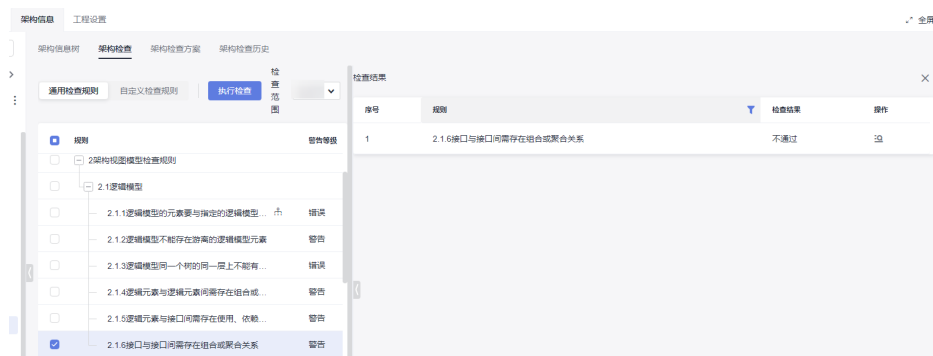 架构信息 工程设置 全屏
架构信息树 架构检查 架构检查方案 架构检查历史
通用检查规则 自定义检查规则 执行检查 检查范围
检查结果
规则 警告等级
2架构视图模型检查规则
2.1逻辑模型
2.1.1逻辑模型的元素要与指定的逻辑模型... 错误
2.1.2逻辑模型不能存在游离的逻辑模型元素 警告
2.1.3逻辑模型同一个树的同一层上不能有... 错误
2.1.4逻辑元素与逻辑元素间需存在组合或... 警告
2.1.5逻辑元素与接口间需存在使用、依赖... 警告
2.1.6接口与接口间需存在组合或聚合关系 警告
序号 规则 检查结果 操作
1 2.1.6接口与接口间需存在组合或聚合关系 不通过